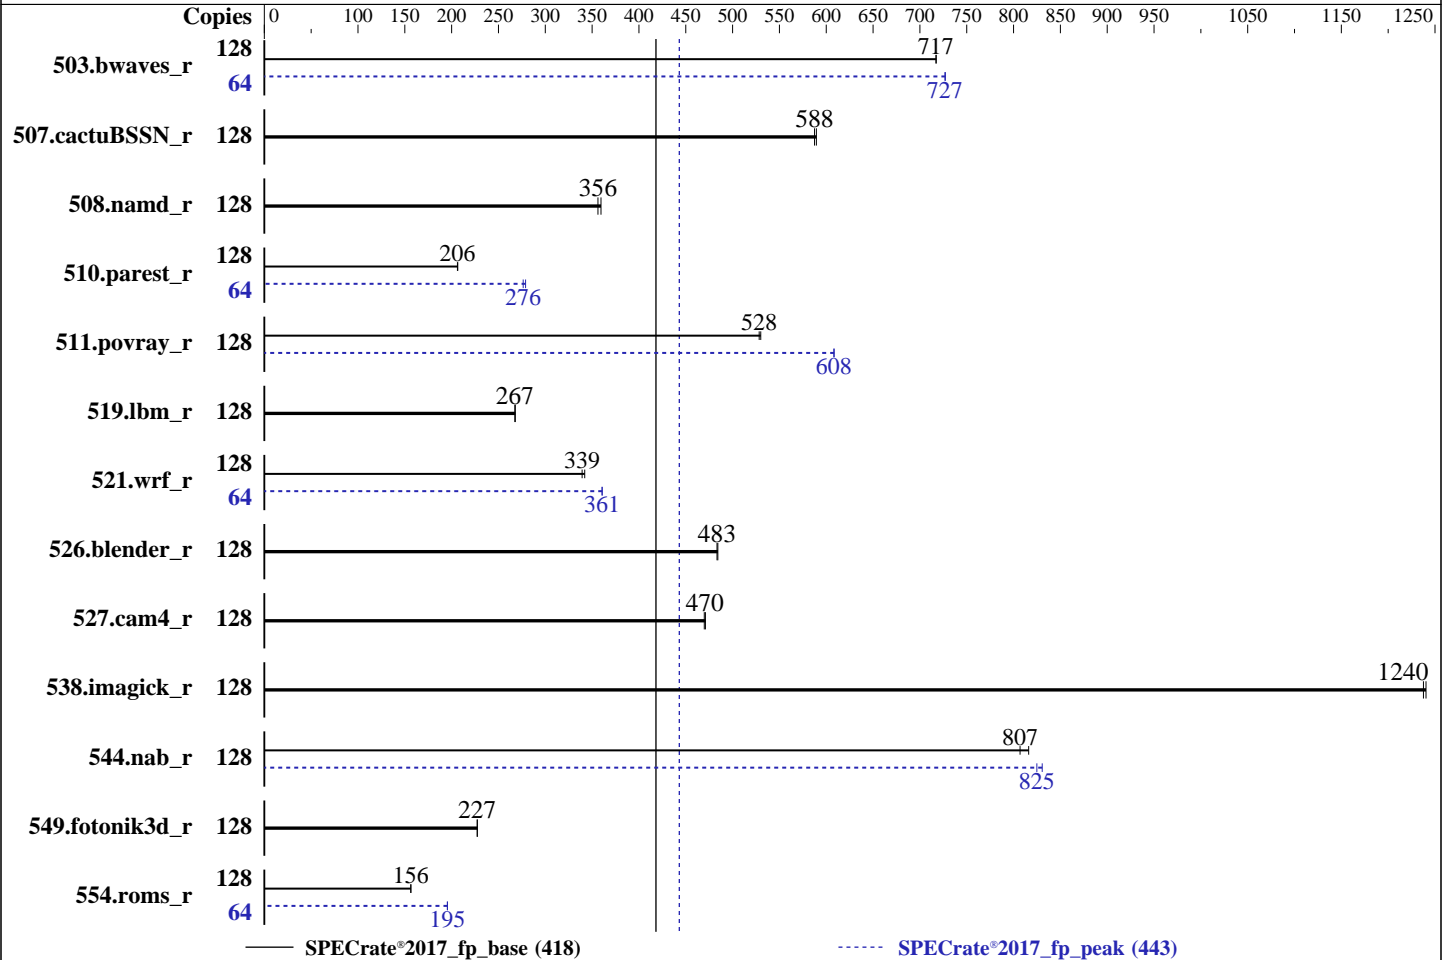 Copies 0 100 150 200 250 300 350 400 450 500 550 600 650 700 750 800 850 900 950 1050 1150 1250
503.bwaves_r 128 717
64 727
507.cactuBSSN_r 128 588
508.namd_r 128 356
510.parest_r 128 206
64 276
511.povray_r 128 528
608
519.lbm_r 128 267
521.wrf_r 128 339
64 361
526.blender_r 128 483
527.cam4_r 128 470
538.imagick_r 128 1240
544.nab_r 128 807
825
549.fotonik3d_r 128 227
554.roms_r 128 156
64 195
SPECrate®2017_fp_base (418) SPECrate®2017_fp_peak (443)